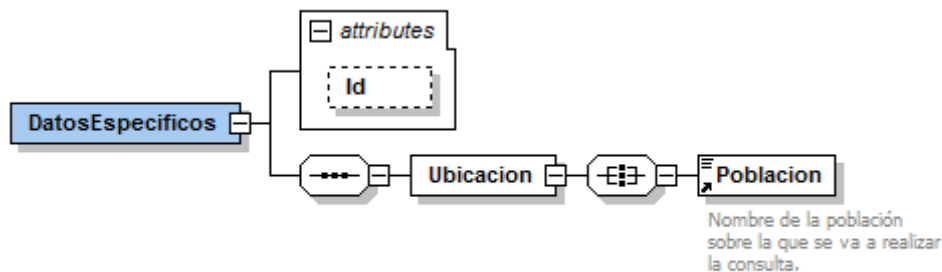 attributes
Id
DatosEspecificos
Ubicacion
Poblacion
Nombre de la población
sobre la que se va a realizar
la consulta.